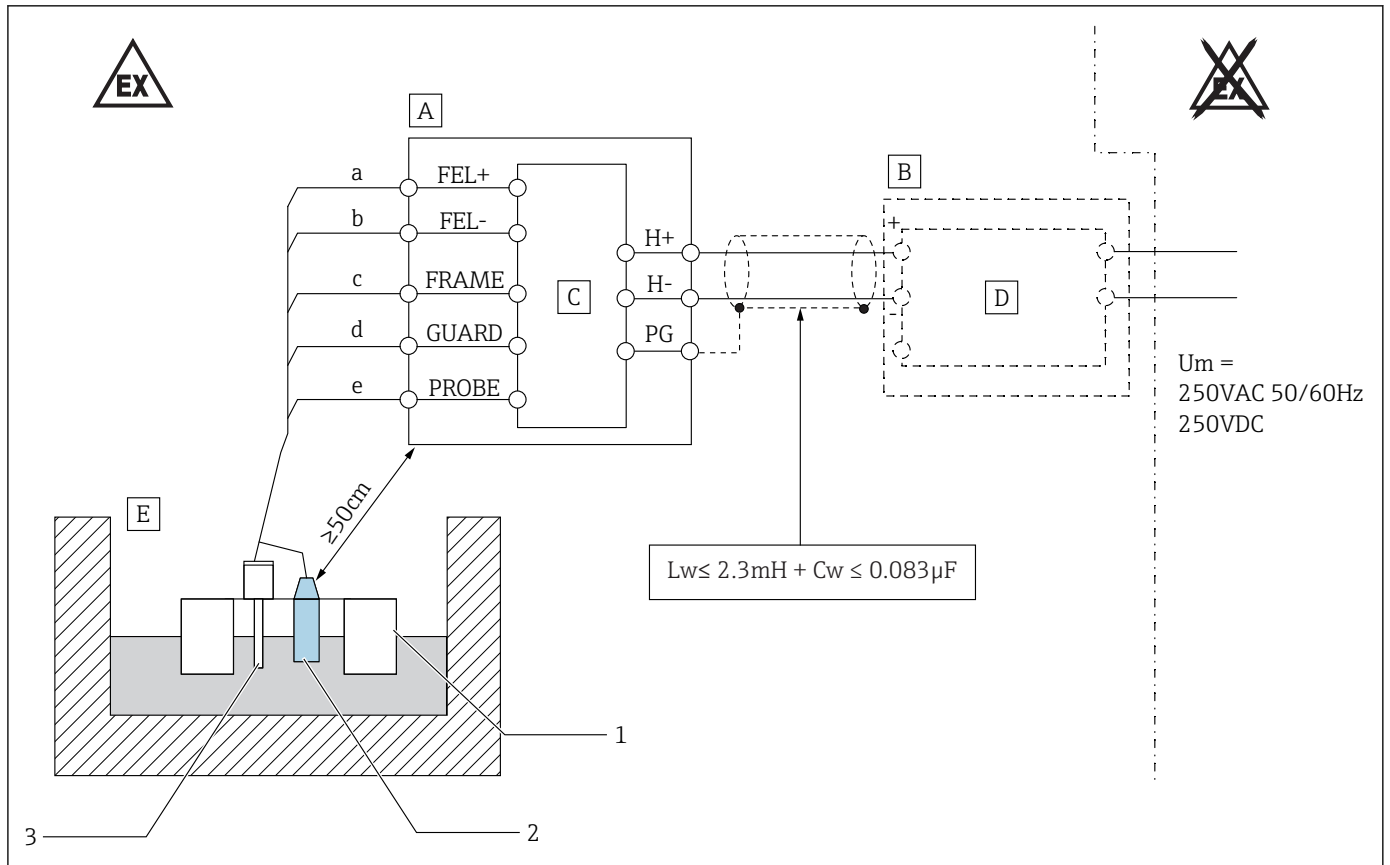 EX
EX
A
a
FEL+
b
FEL-
c
FRAME
d
GUARD
e
PROBE
C
H+
H-
PG
B
+
-
D
Um =
250VAC 50/60Hz
250VDC
E
≥50cm
Lw≤ 2.3mH + Cw ≤ 0.083µF
1
2
3